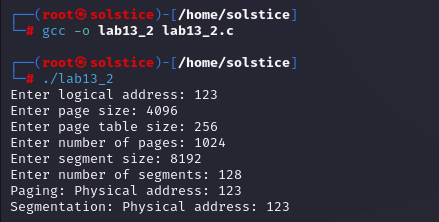 ┌──(root㉿solstice)-[/home/solstice]
└─# gcc -o lab13_2 lab13_2.c
┌──(root㉿solstice)-[/home/solstice]
└─# ./lab13_2
Enter logical address: 123
Enter page size: 4096
Enter page table size: 256
Enter number of pages: 1024
Enter segment size: 8192
Enter number of segments: 128
Paging: Physical address: 123
Segmentation: Physical address: 123